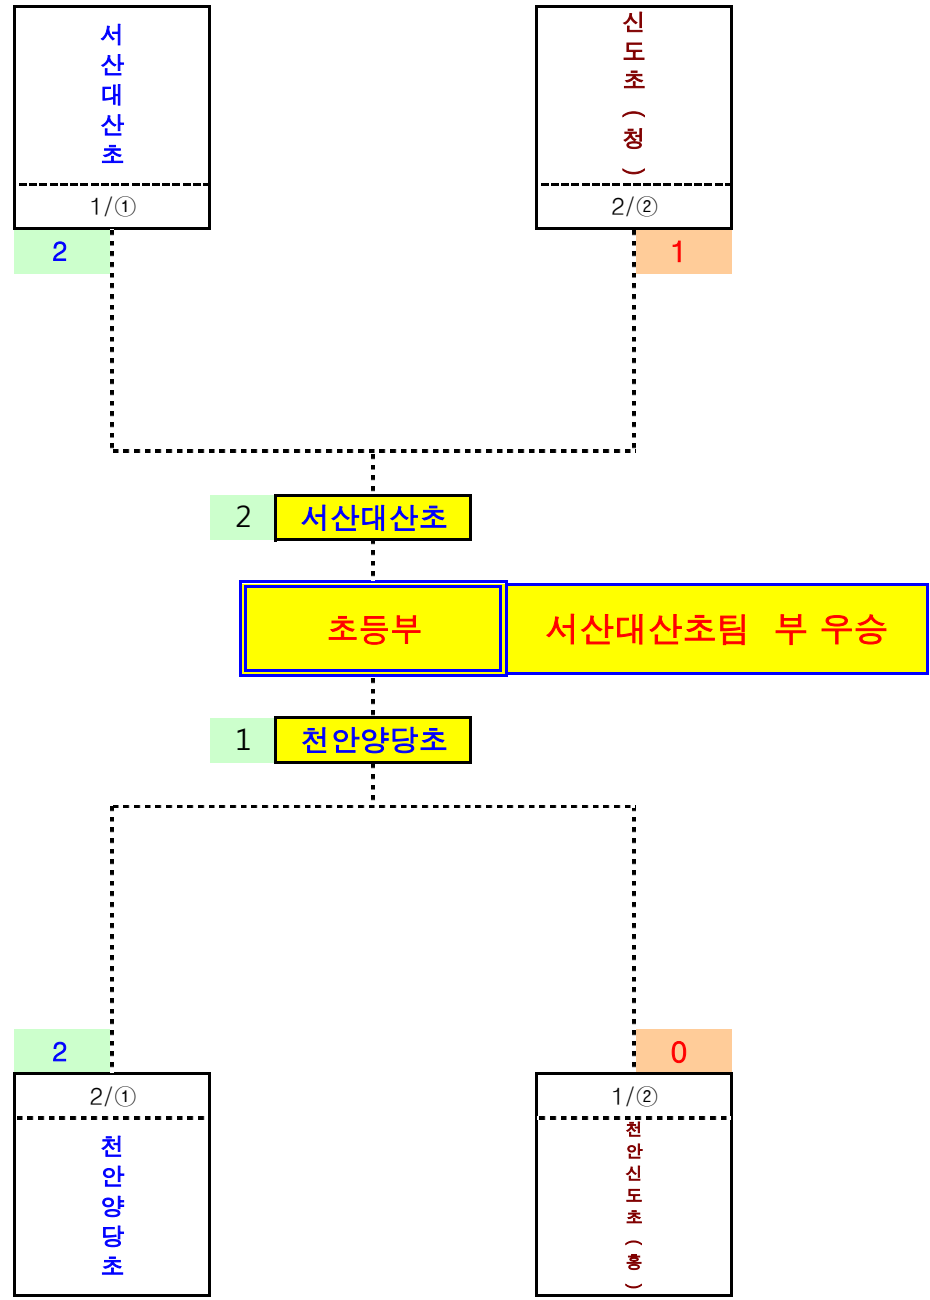 서산대산초
신도초(청)
1/①
2/②
2
1
2
서산대산초
초등부
서산대산초팀 부 우승
1
천안양당초
2
0
2/①
1/②
천안양당초
천안신도초(홍)